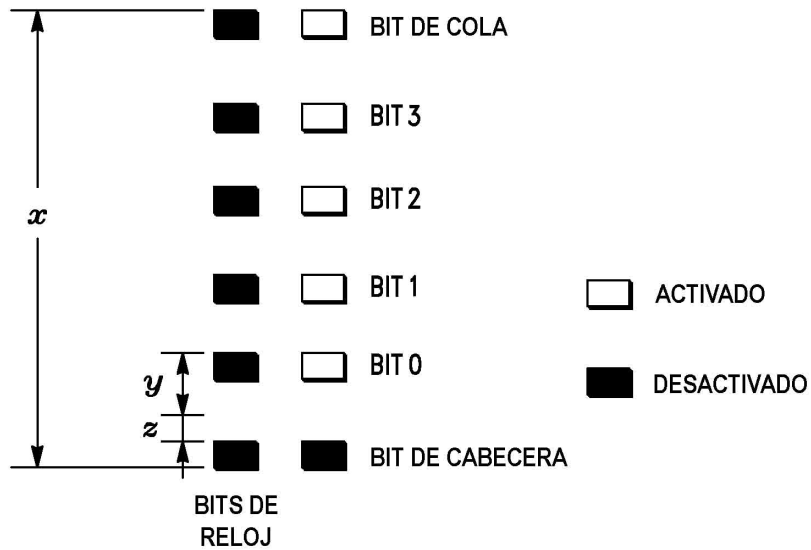 BIT DE COLA
BIT 3
BIT 2
x
BIT 1
ACTIVADO
BIT 0
y
DESACTIVADO
z
BIT DE CABECERA
BITS DE
RELOJ